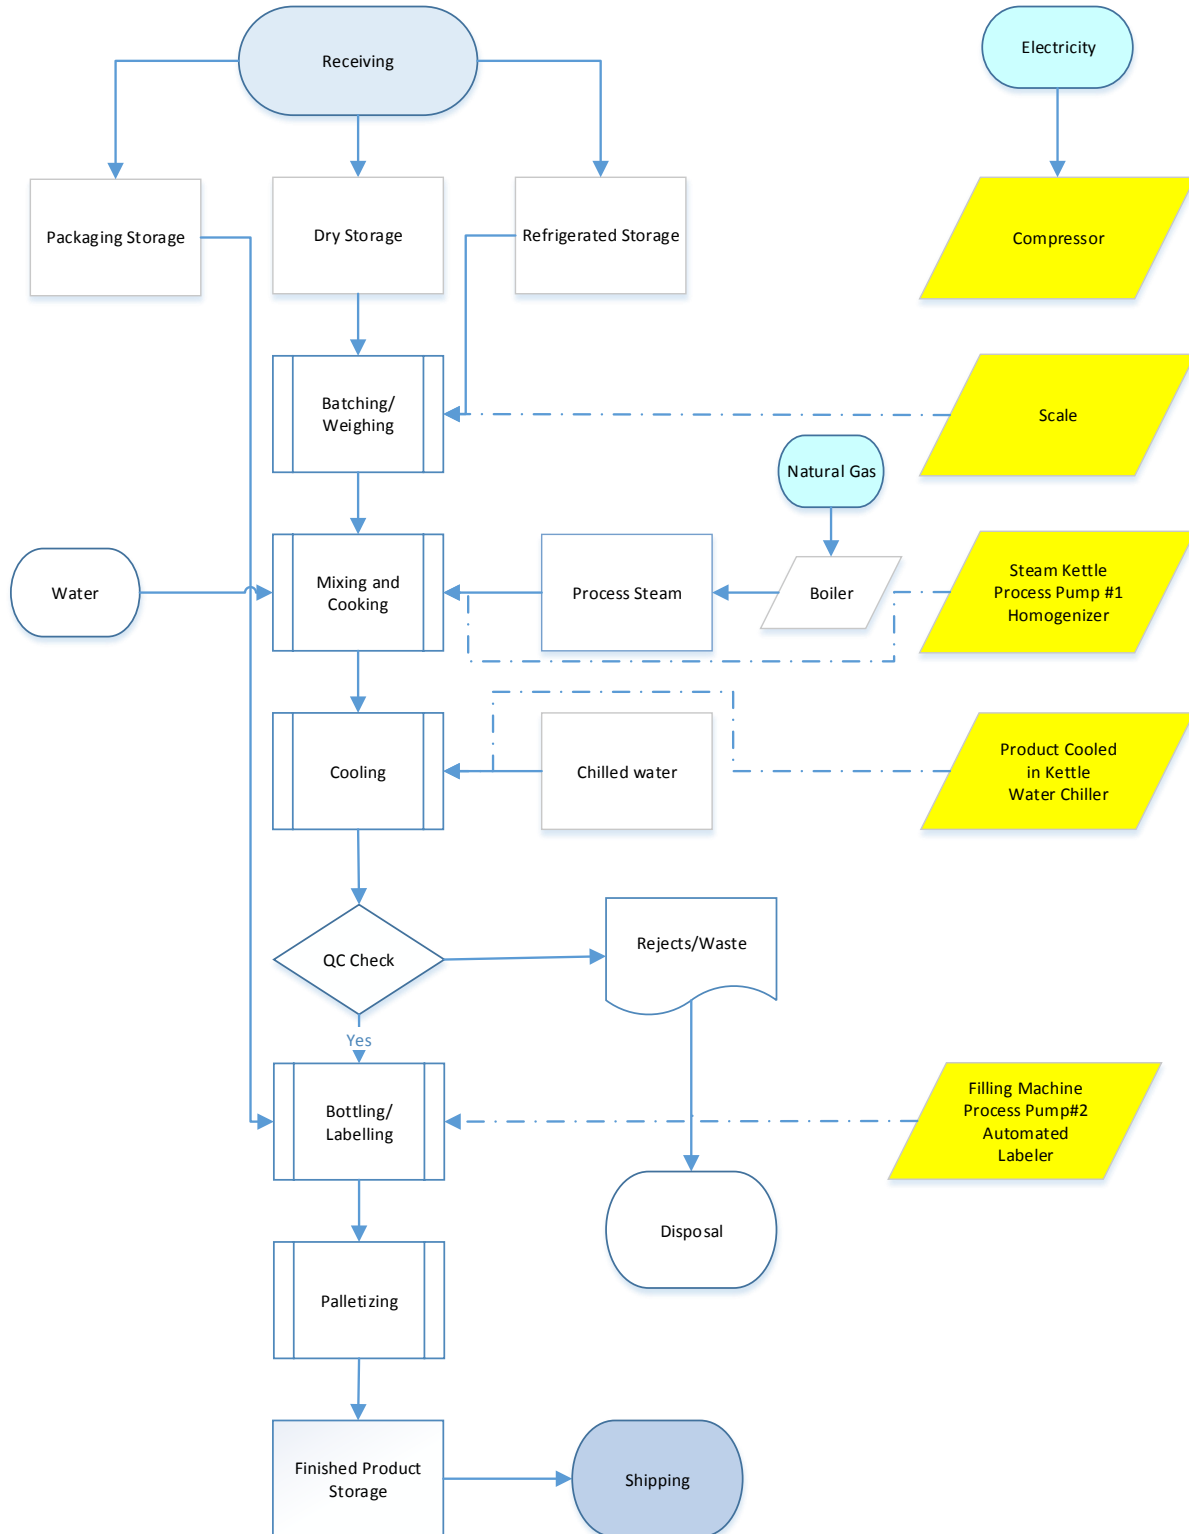 Receiving
Electricity
Packaging Storage
Dry Storage
Refrigerated Storage
Compressor
Batching/
Weighing
Scale
Natural Gas
Water
Mixing and
Cooking
Process Steam
Boiler
Steam Kettle
Process Pump #1
Homogenizer
Cooling
Chilled water
Product Cooled
in Kettle
Water Chiller
QC Check
Rejects/Waste
Yes
Bottling/
Labelling
Filling Machine
Process Pump#2
Automated
Labeler
Disposal
Palletizing
Finished Product
Storage
Shipping